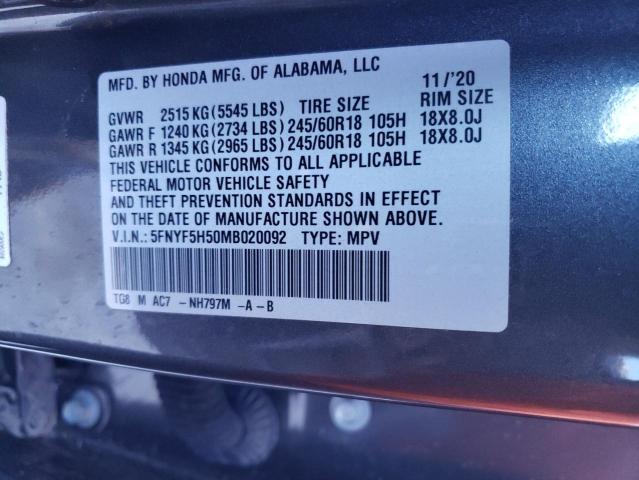 MFD. BY HONDA MFG. OF ALABAMA, LLC 11/'20
GVWR 2515 KG (5545 LBS) TIRE SIZE RIM SIZE
GAWR F 1240 KG (2734 LBS) 245/60R18 105H 18X8.0J
GAWR R 1345 KG (2965 LBS) 245/60R18 105H 18X8.0J
THIS VEHICLE CONFORMS TO ALL APPLICABLE
FEDERAL MOTOR VEHICLE SAFETY
AND THEFT PREVENTION STANDARDS IN EFFECT
ON THE DATE OF MANUFACTURE SHOWN ABOVE.
V.I.N.: 5FNYF5H50MB020092 TYPE: MPV
TG8 M AC7 -NH797M -A-B